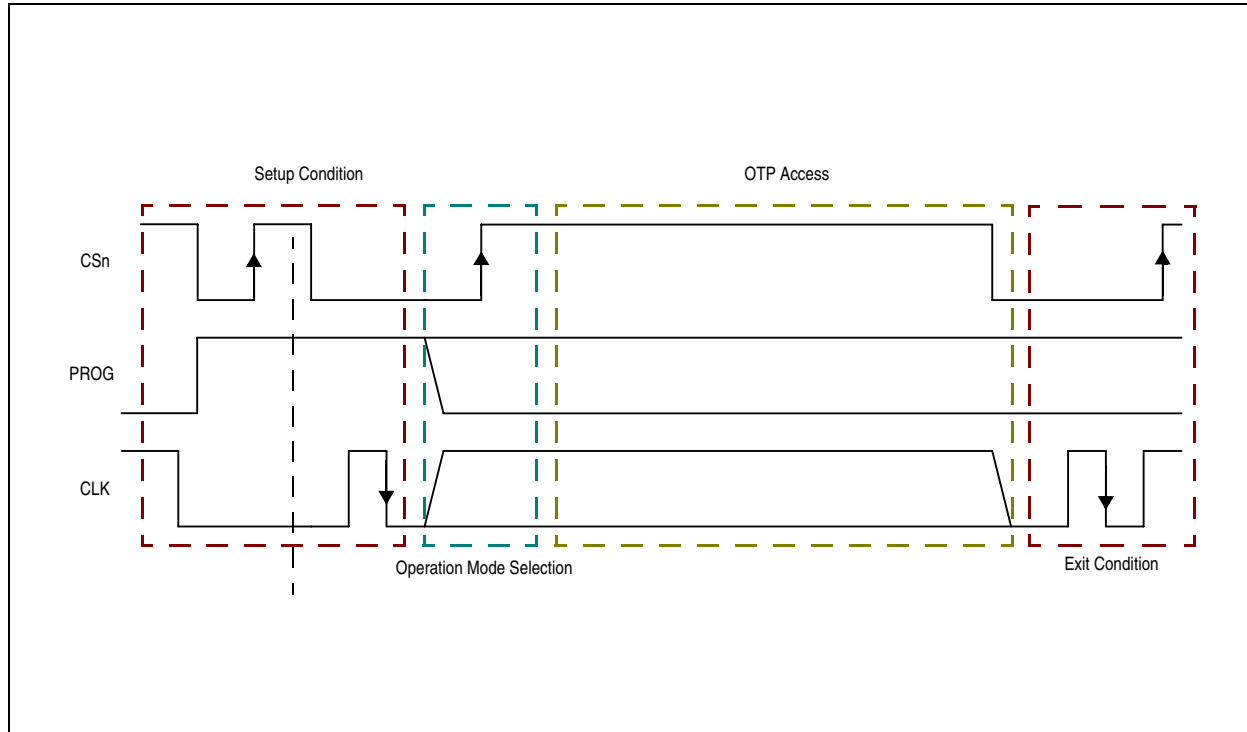 Setup Condition
OTP Access
CSn
PROG
CLK
Operation Mode Selection
Exit Condition